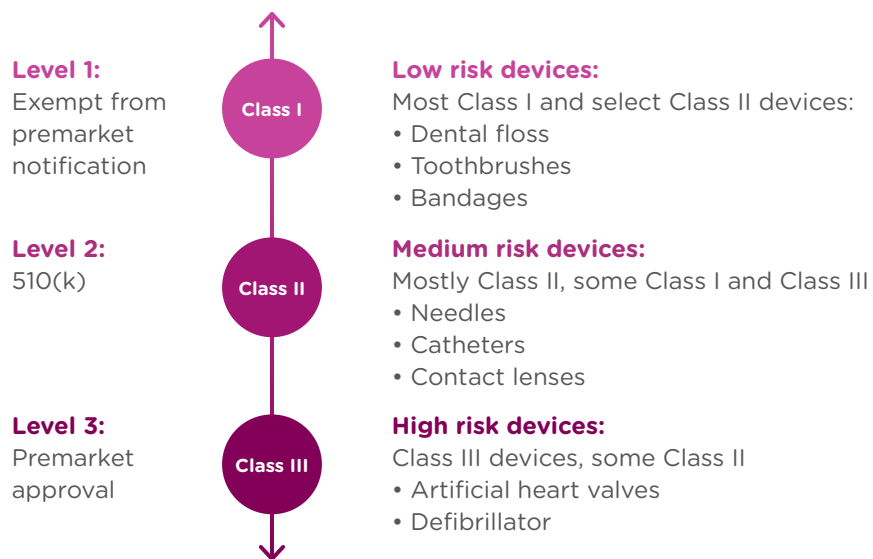 Level 1:
Exempt from
premarket
notification
Class I
Low risk devices:
Most Class I and select Class II devices:
• Dental floss
• Toothbrushes
• Bandages
Level 2:
510(k)
Class II
Medium risk devices:
Mostly Class II, some Class I and Class III
• Needles
• Catheters
• Contact lenses
Level 3:
Premarket
approval
Class III
High risk devices:
Class III devices, some Class II
• Artificial heart valves
• Defibrillator